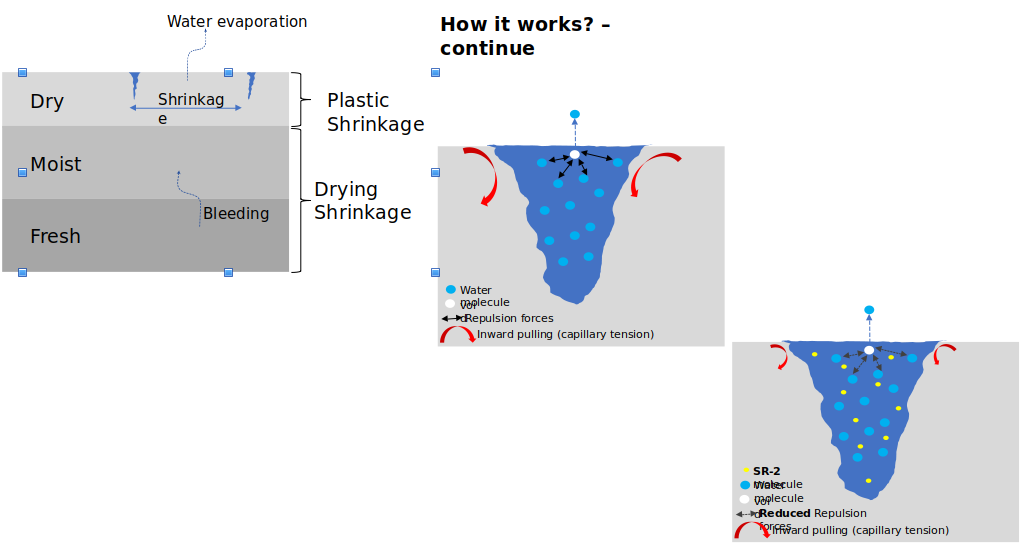 Water evaporation
How it works? –
continue
Dry
Shrinkag
e
Plastic
Shrinkage
Moist
Drying
Shrinkage
Bleeding
Fresh
Water
molecule
voi
d
Repulsion forces
Inward pulling (capillary tension)
SR-2
Water
molecule
voi
d
Reduced Repulsion
forces
Inward pulling (capillary tension)